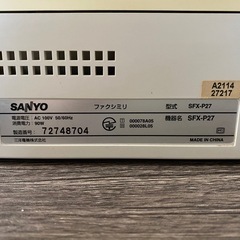 A2114
27217
SANYO ファクシミリ 型式 SFX-P27
電源電圧 AC 100V 50/60Hz 000078A05 機器名 SFX-P27
消費電力 90W 000028L05
製造番号 72748704
三洋電機株式会社 MADE IN CHINA